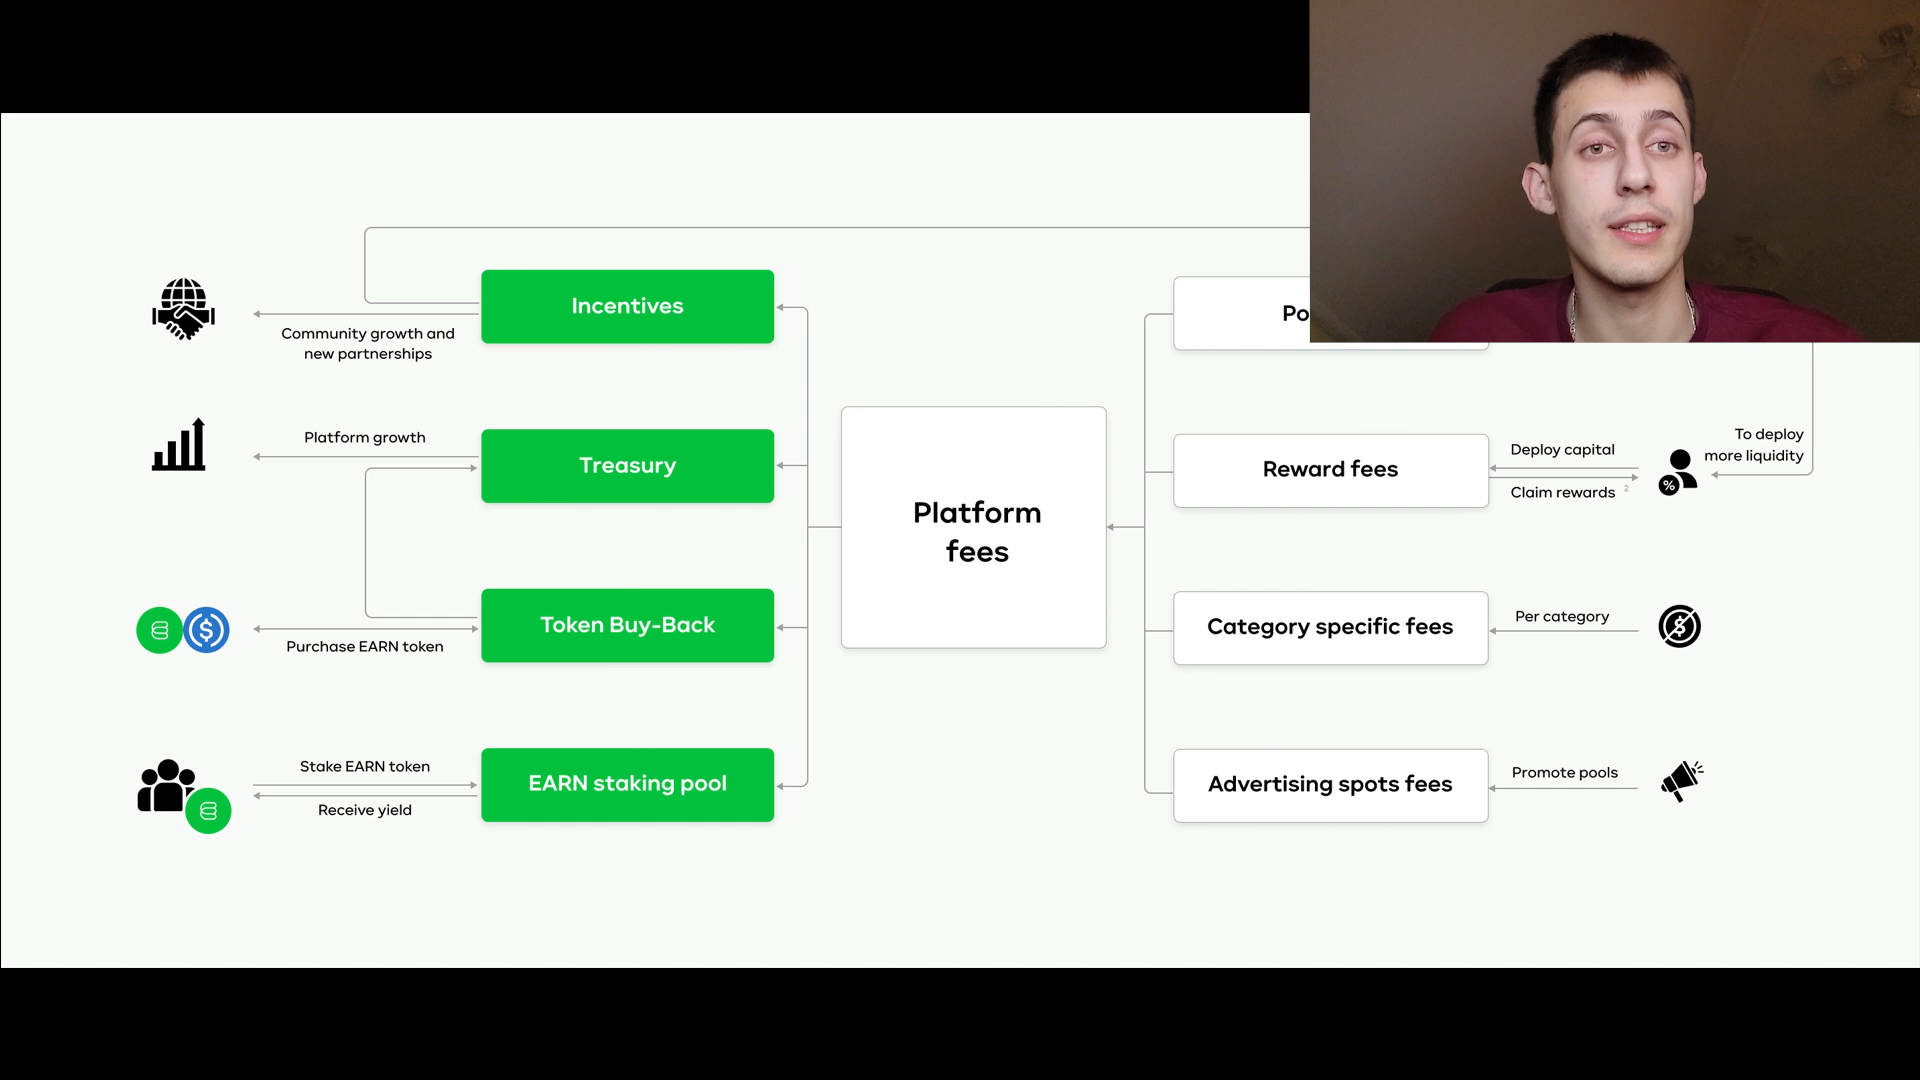 Incentives
Community growth and
new partnerships
Platform growth
Treasury
Token Buy-Back
Purchase EARN token
Stake EARN token
EARN staking pool
Receive yield
Platform
fees
Po
Reward fees
Deploy capital
Claim rewards 2
To deploy
more liquidity
Category specific fees
Per category
Advertising spots fees
Promote pools